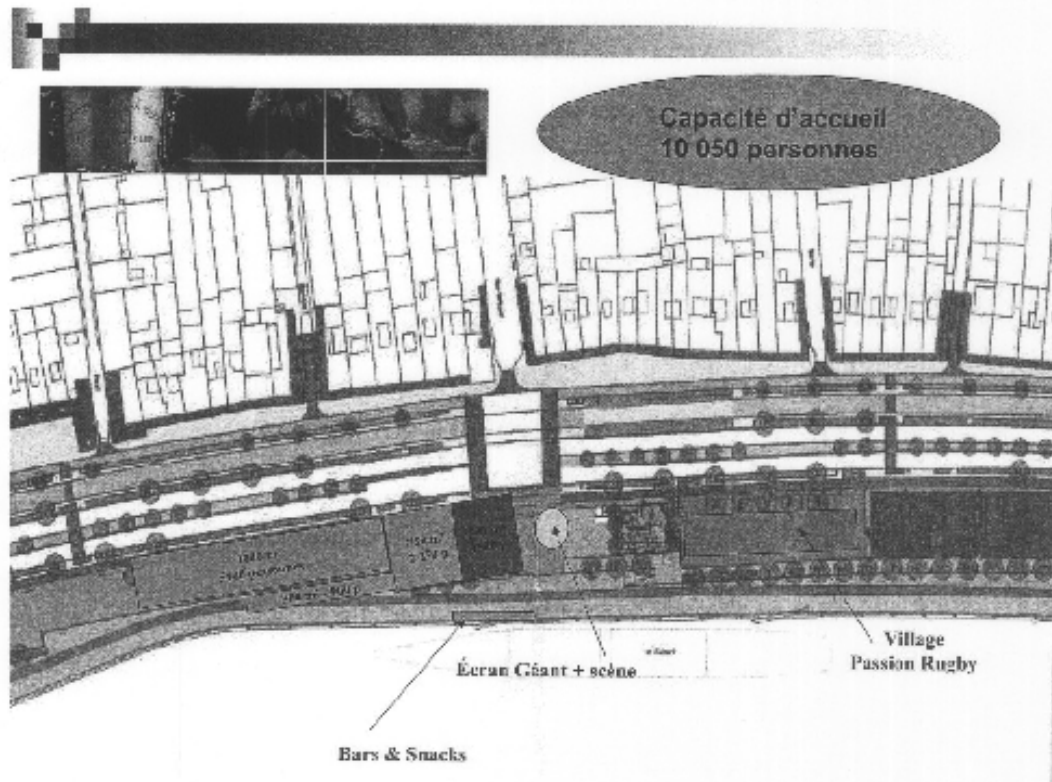 Capacité d'accueil
10 050 personnes
Écran Géant + scène
Village
Passion Rugby
Bars & Snacks